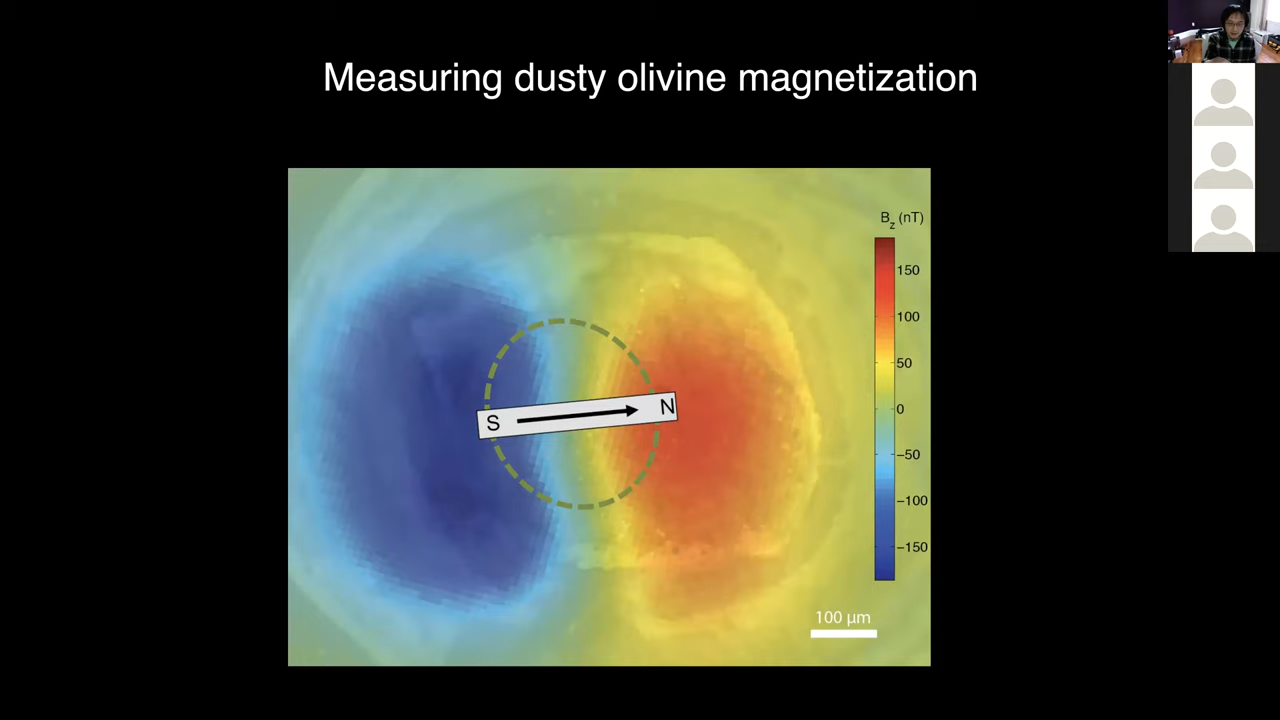 Measuring dusty olivine magnetization
Bz (nT)
150
100
50
0
−50
−100
−150
S
N
100 μm